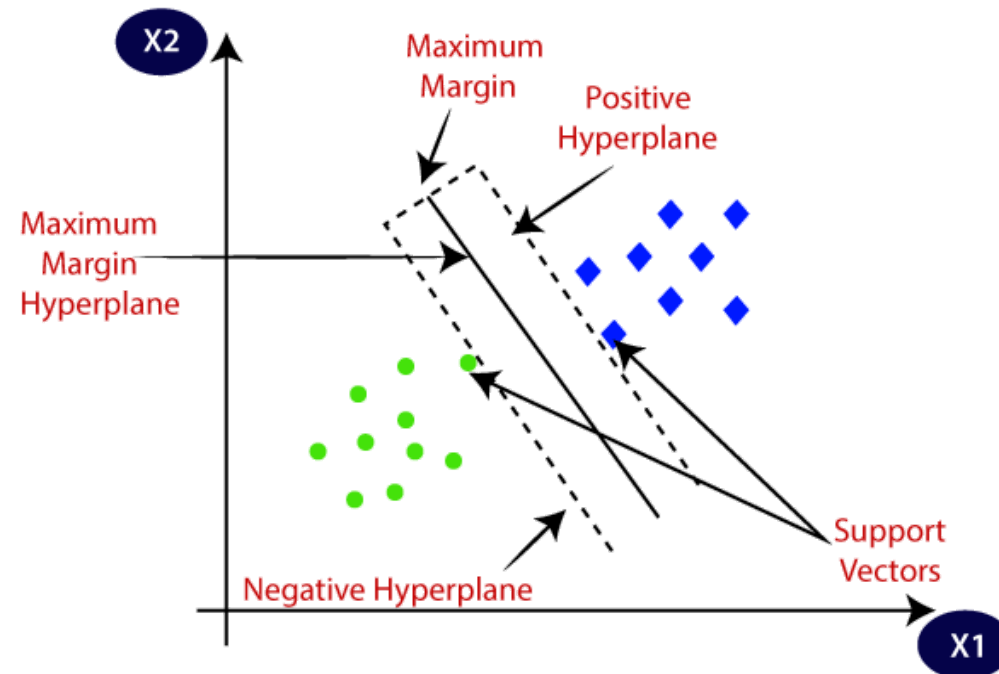 X2
Maximum
Margin
Positive
Hyperplane
Maximum
Margin
Hyperplane
Support
Vectors
Negative Hyperplane
X1